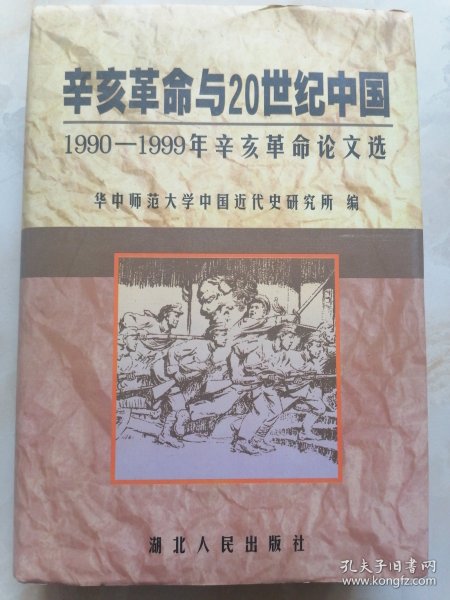 辛亥革命与20世纪中国
1990—1999年辛亥革命论文选
华中师范大学中国近代史研究所 编
湖北人民出版社
孔夫子旧书网
www.kongfz.com